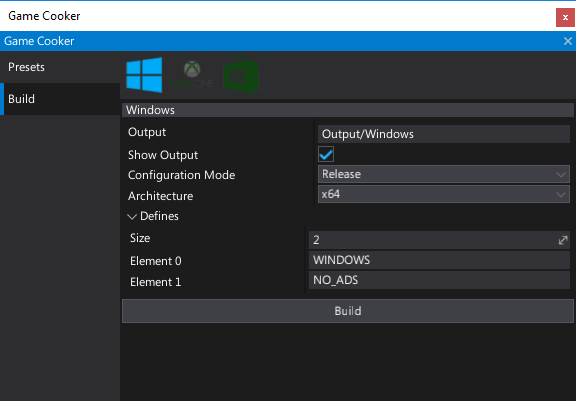 Game Cooker
Game Cooker
Presets
Build
Windows
Output
Output/Windows
Show Output
Configuration Mode
Release
Architecture
x64
Defines
Size
2
Element 0
WINDOWS
Element 1
NO_ADS
Build